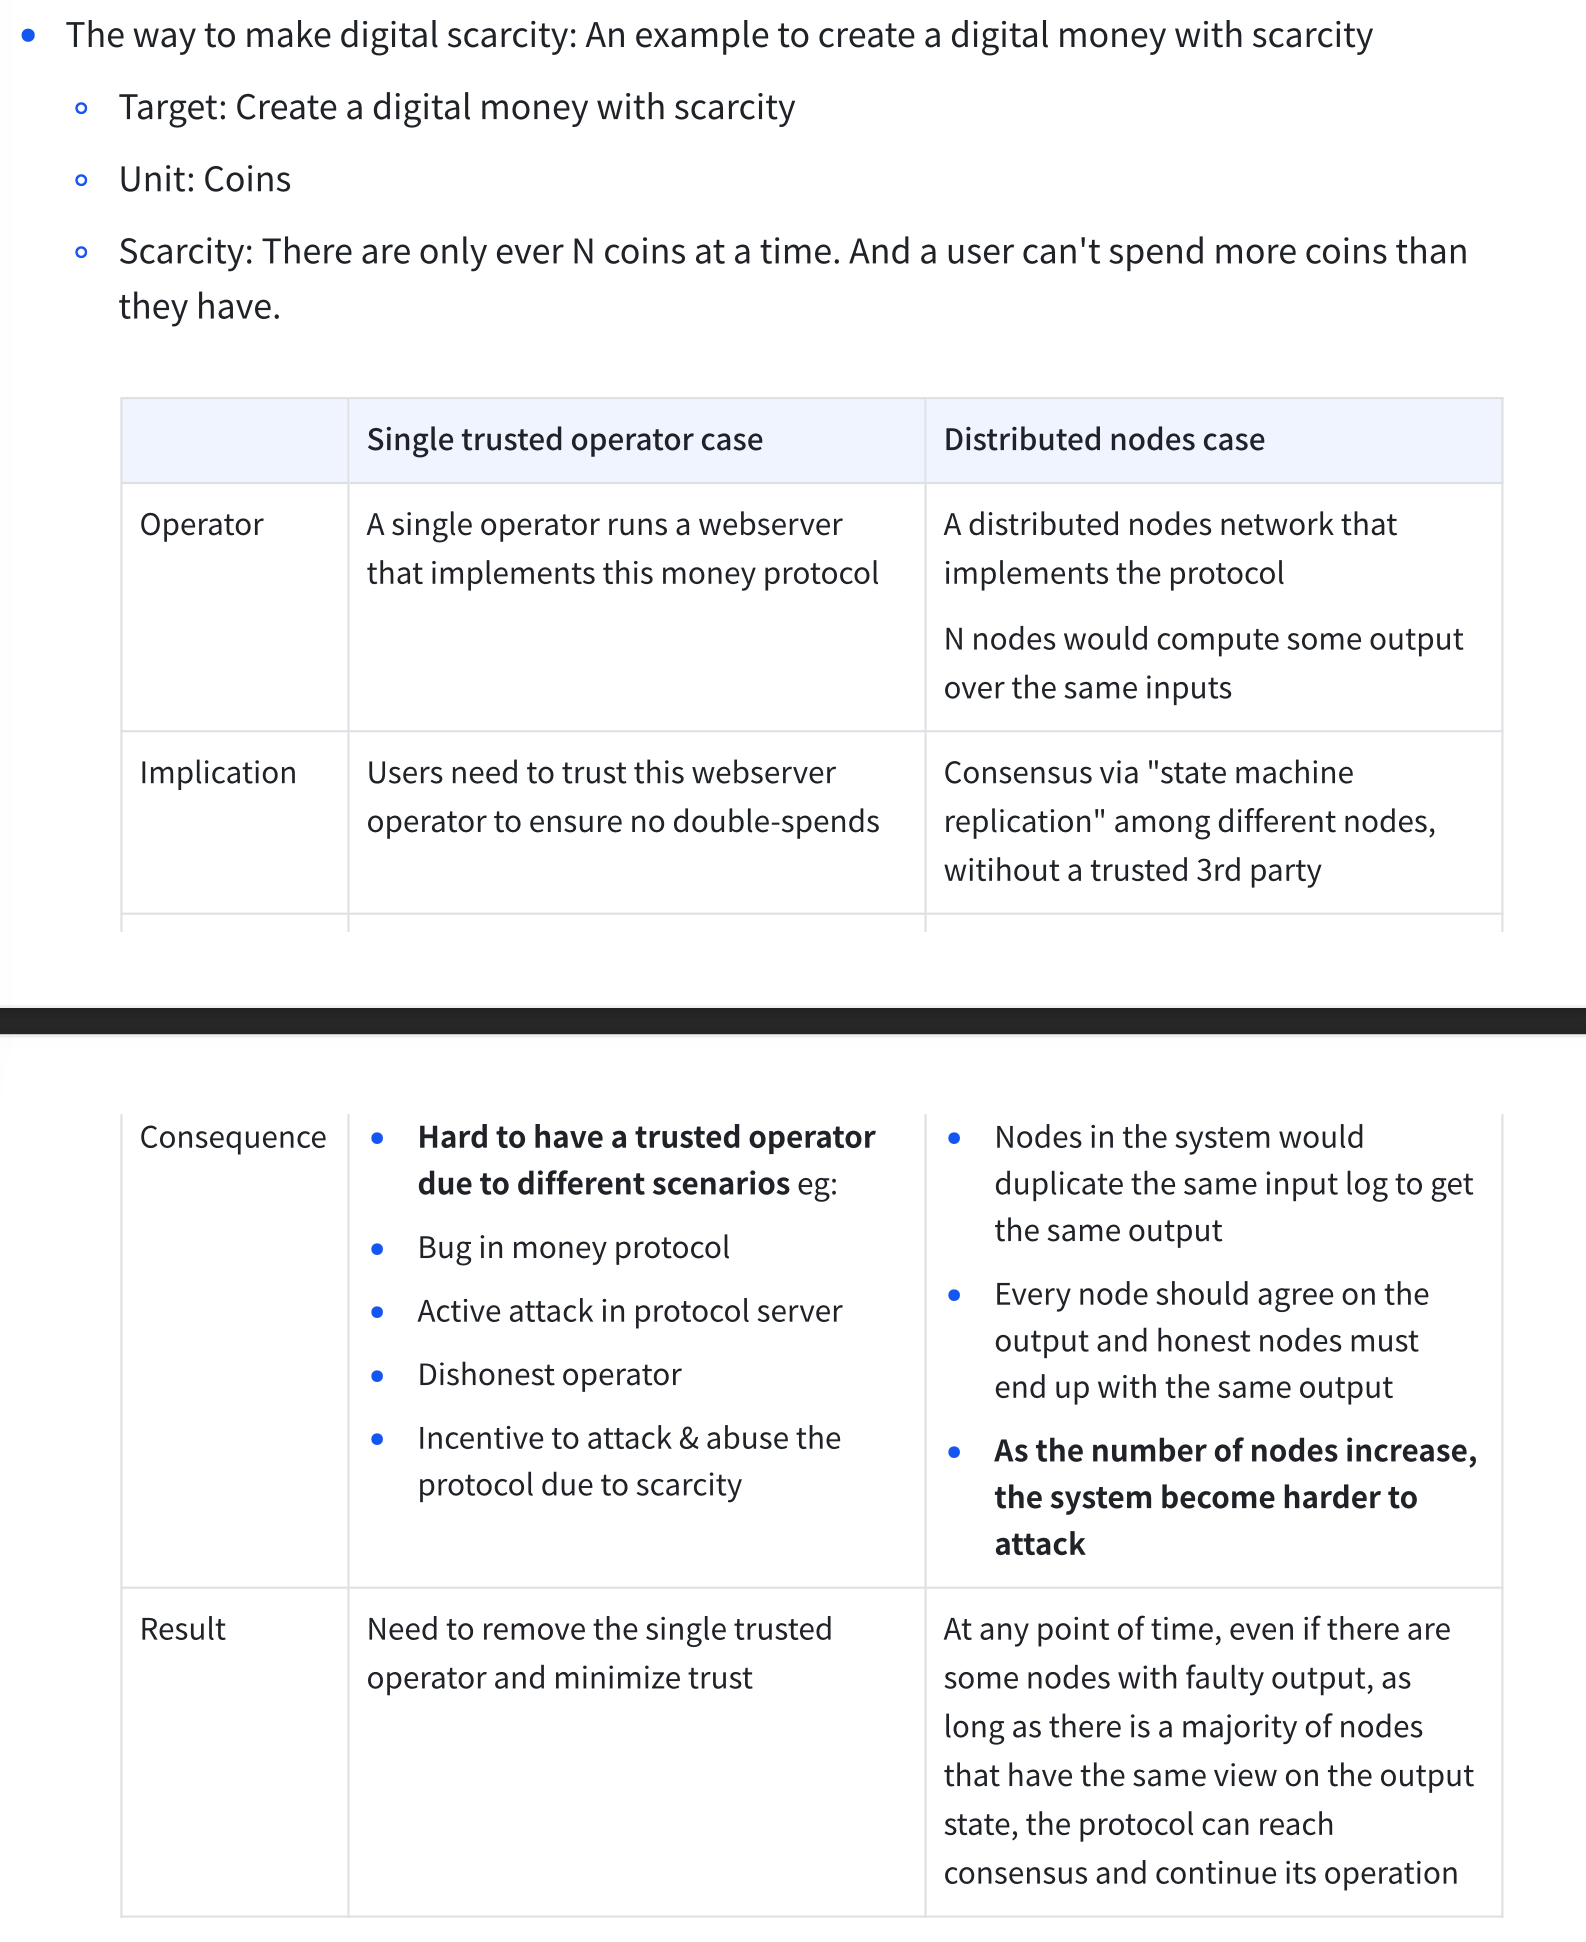 The way to make digital scarcity: An example to create a digital money with scarcity
Target: Create a digital money with scarcity
Unit: Coins
Scarcity: There are only ever N coins at a time. And a user can't spend more coins than
they have.
Single trusted operator case
Distributed nodes case
Operator
A single operator runs a webserver
that implements this money protocol
A distributed nodes network that
implements the protocol
N nodes would compute some output
over the same inputs
Implication
Users need to trust this webserver
operator to ensure no double-spends
Consensus via "state machine
replication" among different nodes,
witihout a trusted 3rd party
Consequence
Hard to have a trusted operator
due to different scenarios eg:
Bug in money protocol
Active attack in protocol server
Dishonest operator
Incentive to attack & abuse the
protocol due to scarcity
Nodes in the system would
duplicate the same input log to get
the same output
Every node should agree on the
output and honest nodes must
end up with the same output
As the number of nodes increase,
the system become harder to
attack
Result
Need to remove the single trusted
operator and minimize trust
At any point of time, even if there are
some nodes with faulty output, as
long as there is a majority of nodes
that have the same view on the output
state, the protocol can reach
consensus and continue its operation